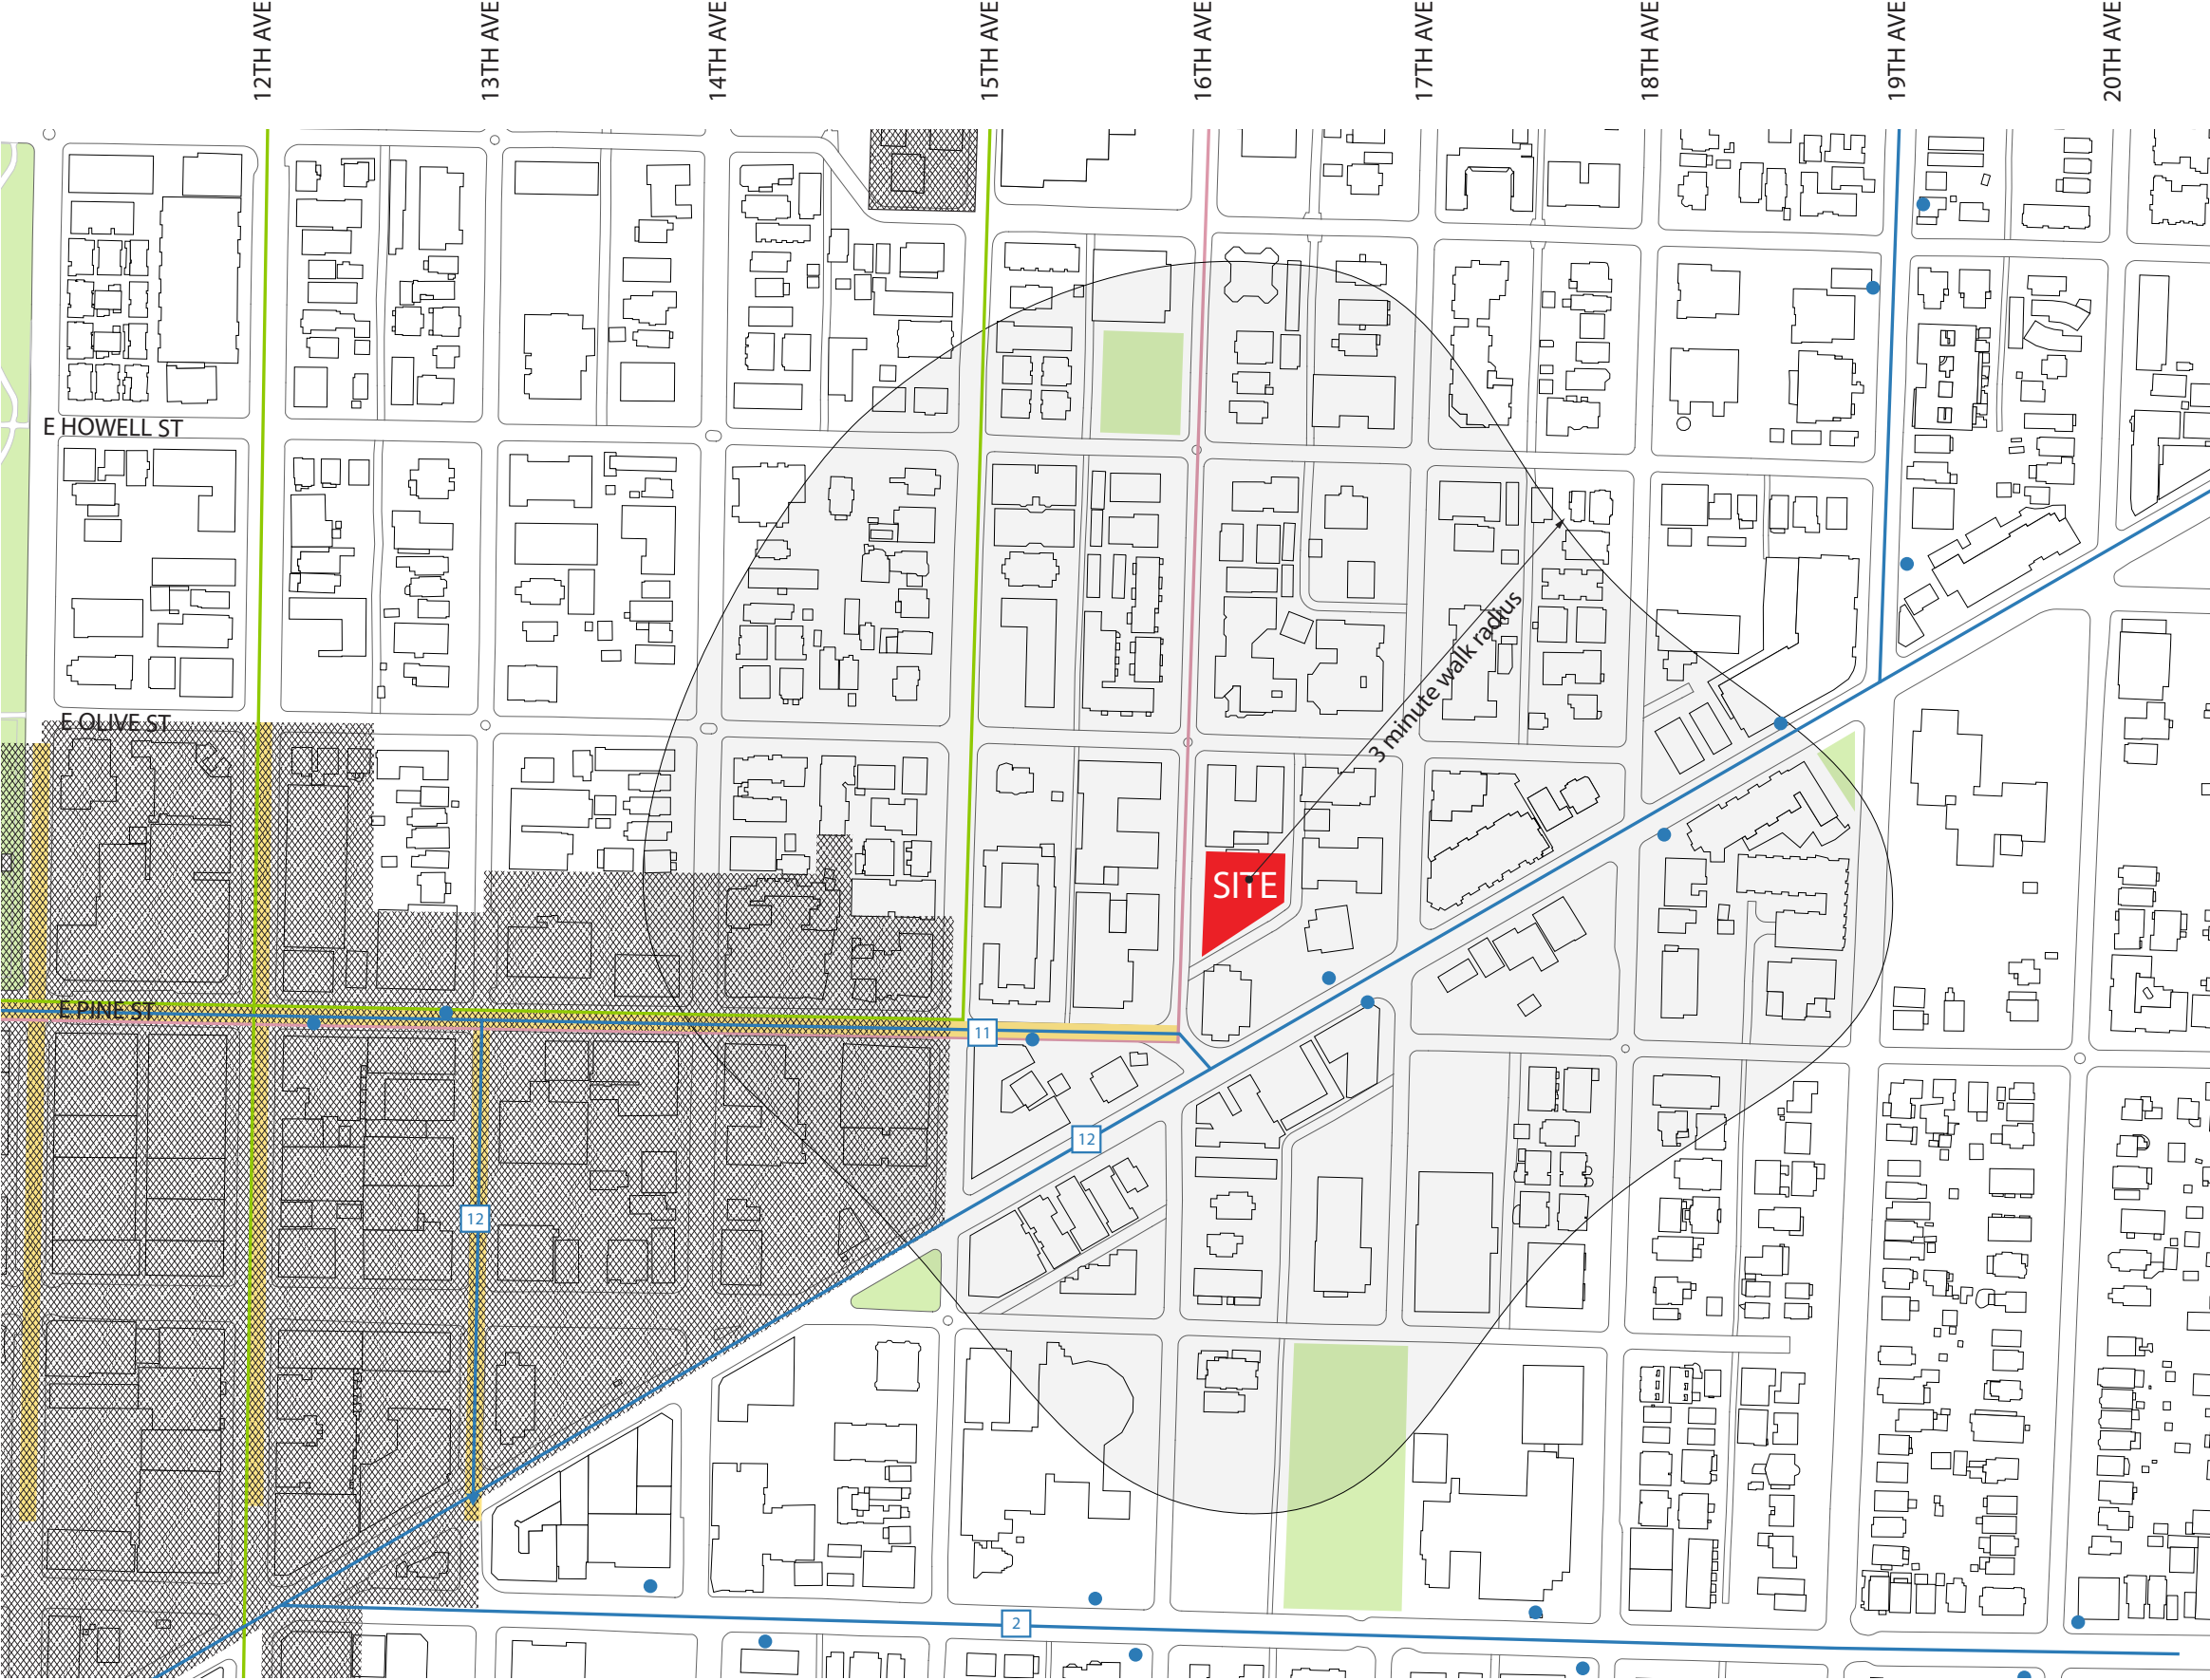 12TH AVE
13TH AVE
14TH AVE
15TH AVE
16TH AVE
17TH AVE
18TH AVE
19TH AVE
20TH AVE
E HOWELL ST
3 minute walk radius
E OLIVE ST
SITE
E PINE ST
11
12
12
2